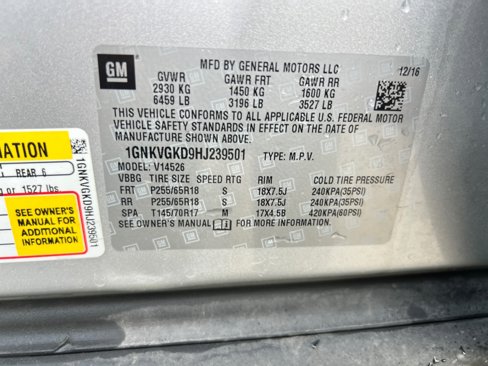 GM
MFD BY GENERAL MOTORS LLC
12/16
GVWR GAWR FRT GAWR RR
2930 KG 1450 KG 1600 KG
6459 LB 3196 LB 3527 LB
THIS VEHICLE CONFORMS TO ALL APPLICABLE U.S. FEDERAL MOTOR
VEHICLE SAFETY, BUMPER, AND THEFT PREVENTION STANDARDS IN EFFECT ON THE DATE OF
MANUFACTURE SHOWN ABOVE.
1GNKVGKD9HJ239501 TYPE: M.P.V.
MODEL: V14526
VBBG TIRE SIZE SPEED RTG RIM COLD TIRE PRESSURE
FRT P255/65R18 S 18X7.5J 240KPA(35PSI)
RR P255/65R18 S 18X7.5J 240KPA(35PSI)
SPA T145/70R17 M 17X4.5B 420KPA(60PSI)
SEE OWNER'S MANUAL FOR MORE INFORMATION.
MATION
REAR 6
or 1527 lbs
SEE OWNER'S
MANUAL FOR
ADDITIONAL
INFORMATION
1GNKVGKD9HJ239501